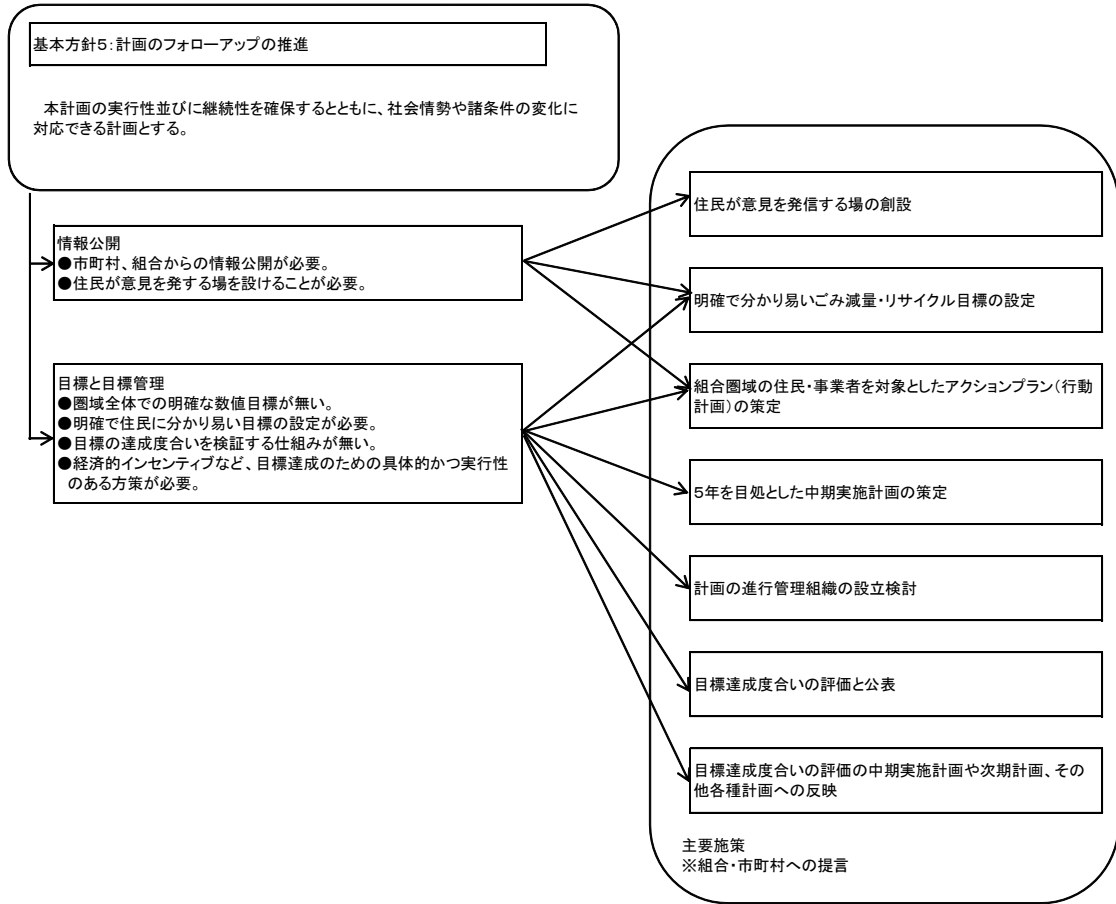 基本方針5:計画のフォローアップの推進
本計画の実行性並びに継続性を確保するとともに、社会情勢や諸条件の変化に
対応できる計画とする。
情報公開
●市町村、組合からの情報公開が必要。
●住民が意見を発する場を設けることが必要。
目標と目標管理
●圏域全体での明確な数値目標が無い。
●明確で住民に分かり易い目標の設定が必要。
●目標の達成度合いを検証する仕組みが無い。
●経済的インセンティブなど、目標達成のための具体的かつ実行性
のある方策が必要。
住民が意見を発信する場の創設
明確で分かり易いごみ減量・リサイクル目標の設定
組合圏域の住民・事業者を対象としたアクションプラン(行動
計画)の策定
5年を目処とした中期実施計画の策定
計画の進行管理組織の設立検討
目標達成度合いの評価と公表
目標達成度合いの評価の中期実施計画や次期計画、その
他各種計画への反映
主要施策
※組合・市町村への提言